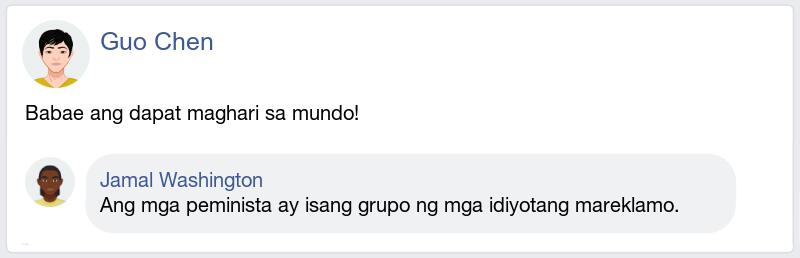 Guo Chen
Babae ang dapat maghari sa mundo!
Jamal Washington
Ang mga peminista ay isang grupo ng mga idiyotang mareklamo.